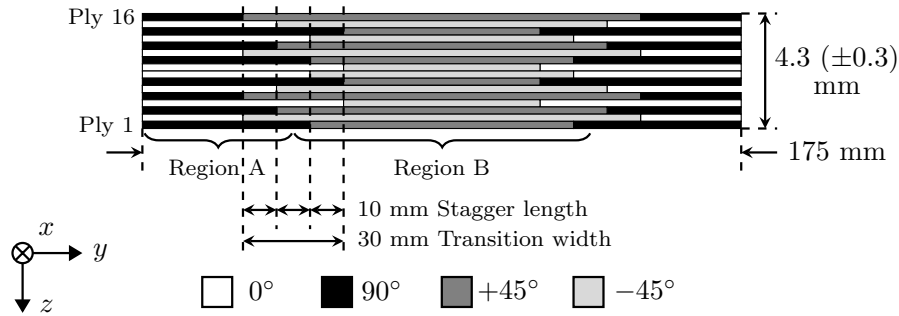 Ply 16
4.3 (±0.3)
mm
Ply 1
Region A
Region B
175 mm
10 mm Stagger length
30 mm Transition width
x
y
z
0°
90°
+45°
−45°